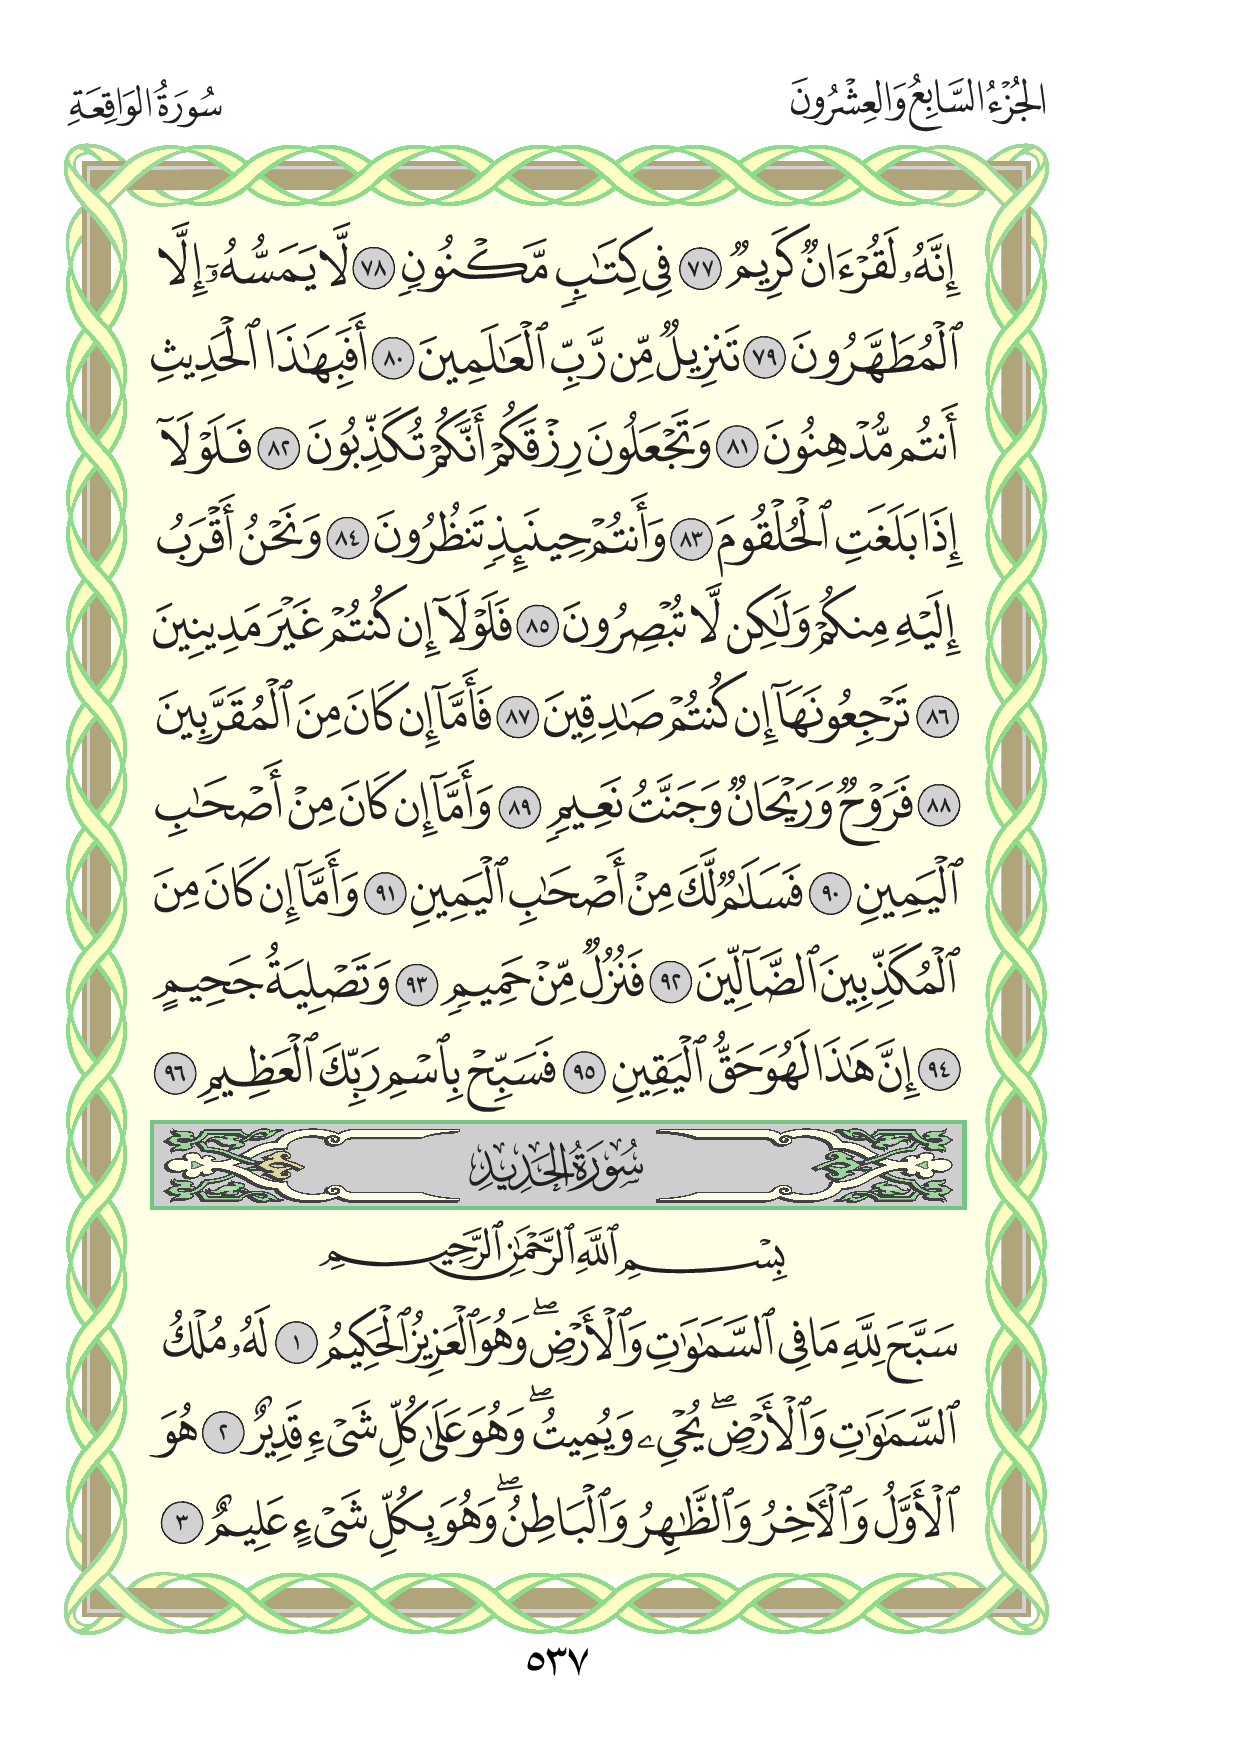 الجُزْءُ السَّابِعُ وَالعِشْرُونَ
سُورَةُ الوَاقِعَةِ
إِنَّهُۥ لَقُرْءَانٌ كَرِيمٌ ٧٧ فِى كِتَٰبٍ مَّكْنُونٍ ٧٨ لَّا يَمَسُّهُۥٓ إِلَّا
ٱلْمُطَهَّرُونَ ٧٩ تَنزِيلٌ مِّن رَّبِّ ٱلْعَٰلَمِينَ ٨٠ أَفَبِهَٰذَا ٱلْحَدِيثِ
أَنتُم مُّدْهِنُونَ ٨١ وَتَجْعَلُونَ رِزْقَكُمْ أَنَّكُمْ تُكَذِّبُونَ ٨٢ فَلَوْلَآ
إِذَا بَلَغَتِ ٱلْحُلْقُومَ ٨٣ وَأَنتُمْ حِينَئِذٍ تَنظُرُونَ ٨٤ وَنَحْنُ أَقْرَبُ
إِلَيْهِ مِنكُمْ وَلَٰكِن لَّا تُبْصِرُونَ ٨٥ فَلَوْلَآ إِن كُنتُمْ غَيْرَ مَدِينِينَ
٨٦ تَرْجِعُونَهَآ إِن كُنتُمْ صَٰدِقِينَ ٨٧ فَأَمَّآ إِن كَانَ مِنَ ٱلْمُقَرَّبِينَ
٨٨ فَرَوْحٌ وَرَيْحَانٌ وَجَنَّتُ نَعِيمٍ ٨٩ وَأَمَّآ إِن كَانَ مِنْ أَصْحَٰبِ
ٱلْيَمِينِ ٩٠ فَسَلَٰمٌ لَّكَ مِنْ أَصْحَٰبِ ٱلْيَمِينِ ٩١ وَأَمَّآ إِن كَانَ مِنَ
ٱلْمُكَذِّبِينَ ٱلضَّآلِّينَ ٩٢ فَنُزُلٌ مِّنْ حَمِيمٍ ٩٣ وَتَصْلِيَةُ جَحِيمٍ
٩٤ إِنَّ هَٰذَا لَهُوَ حَقُّ ٱلْيَقِينِ ٩٥ فَسَبِّحْ بِٱسْمِ رَبِّكَ ٱلْعَظِيمِ ٩٦
سُورَةُ الحَدِيدِ
بِسْمِ ٱللَّهِ ٱلرَّحْمَٰنِ ٱلرَّحِيمِ
سَبَّحَ لِلَّهِ مَا فِى ٱلسَّمَٰوَٰتِ وَٱلْأَرْضِۖ وَهُوَ ٱلْعَزِيزُ ٱلْحَكِيمُ ١ لَهُۥ مُلْكُ
ٱلسَّمَٰوَٰتِ وَٱلْأَرْضِۖ يُحْىِۦ وَيُمِيتُۖ وَهُوَ عَلَىٰ كُلِّ شَىْءٍ قَدِيرٌ ٢ هُوَ
ٱلْأَوَّلُ وَٱلْءَاخِرُ وَٱلظَّٰهِرُ وَٱلْبَاطِنُۖ وَهُوَ بِكُلِّ شَىْءٍ عَلِيمٌ ٣
٥٣٧